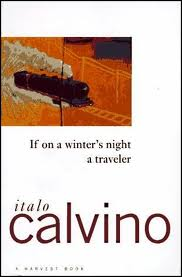 If on a winter's night
a traveler
italo
calvino
A HARVEST BOOK